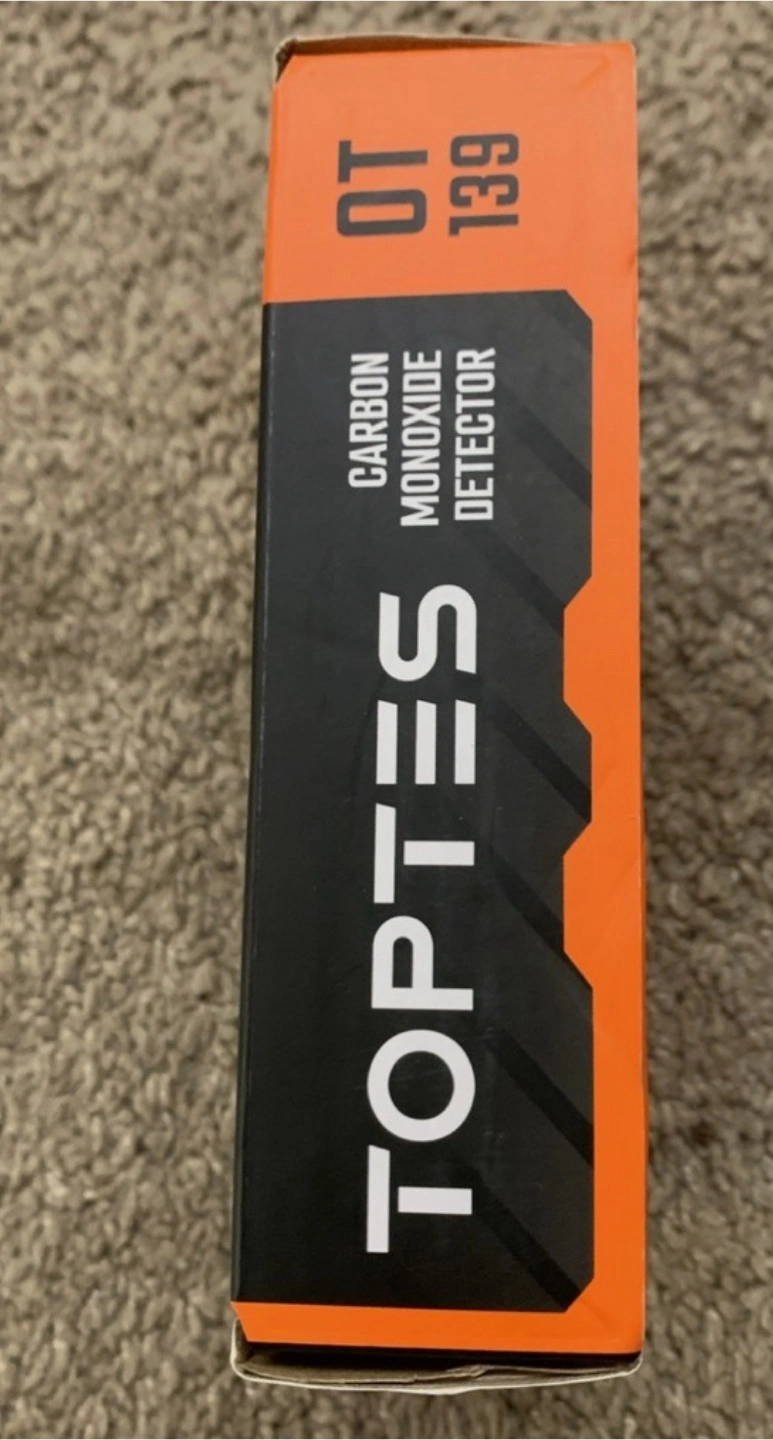 TOPTES
CARBON
MONOXIDE
DETECTOR
OT
139